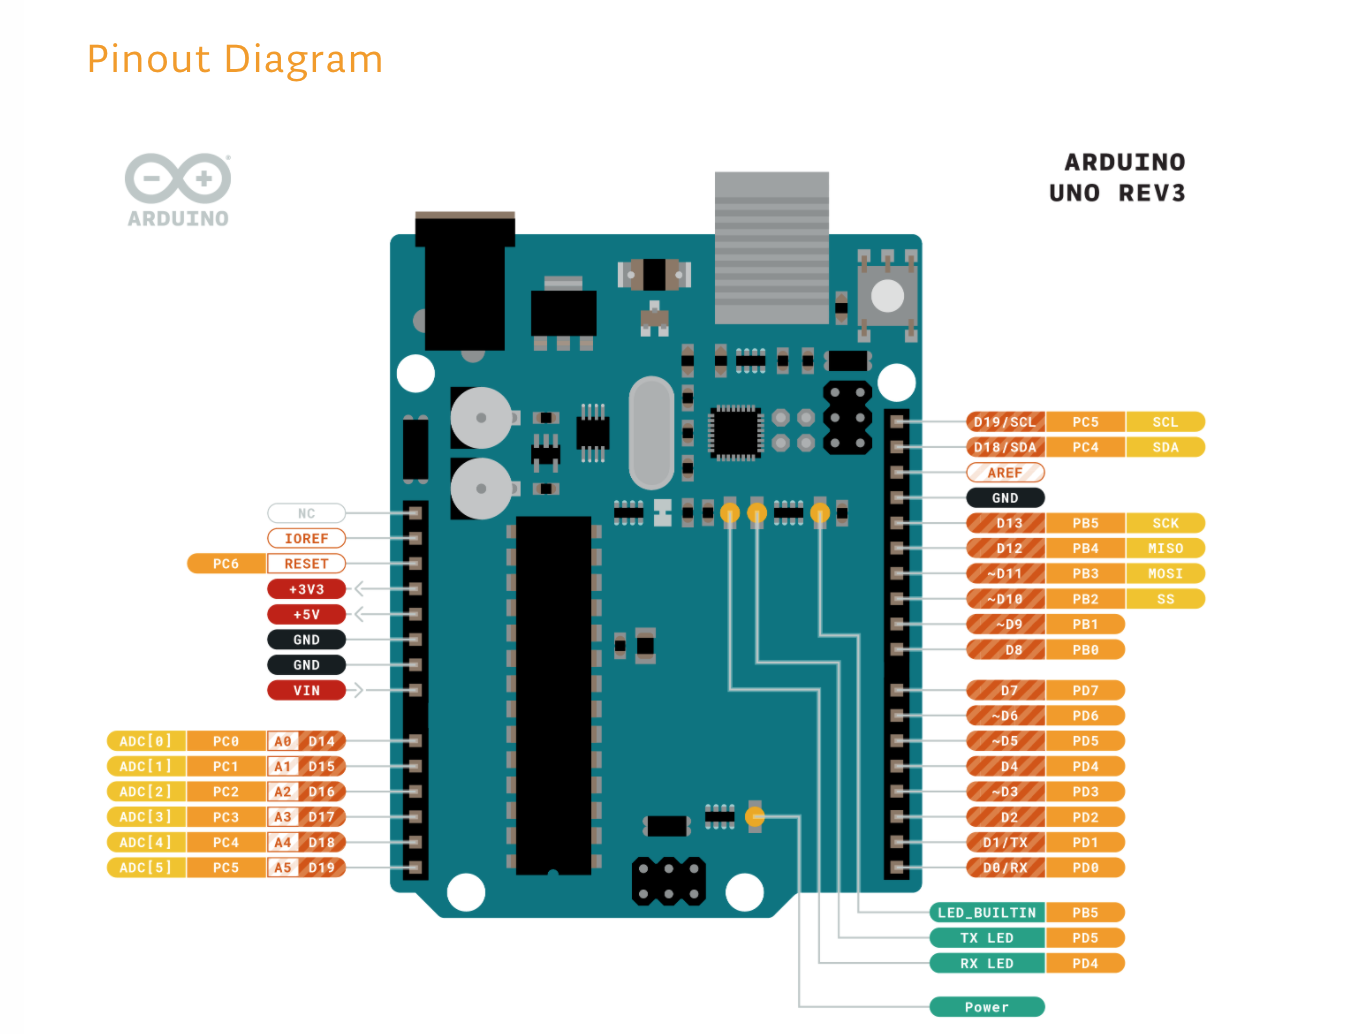 Pinout Diagram
ARDUINO
ARDUINO
UNO REV3
NC
IOREF
PC6 RESET
+3V3
+5V
GND
GND
VIN
ADC[0] PC0 A0 D14
ADC[1] PC1 A1 D15
ADC[2] PC2 A2 D16
ADC[3] PC3 A3 D17
ADC[4] PC4 A4 D18
ADC[5] PC5 A5 D19
D19/SCL PC5 SCL
D18/SDA PC4 SDA
AREF
GND
D13 PB5 SCK
D12 PB4 MISO
~D11 PB3 MOSI
~D10 PB2 SS
~D9 PB1
D8 PB0
D7 PD7
~D6 PD6
~D5 PD5
D4 PD4
~D3 PD3
D2 PD2
D1/TX PD1
D0/RX PD0
LED_BUILTIN PB5
TX LED PD5
RX LED PD4
Power